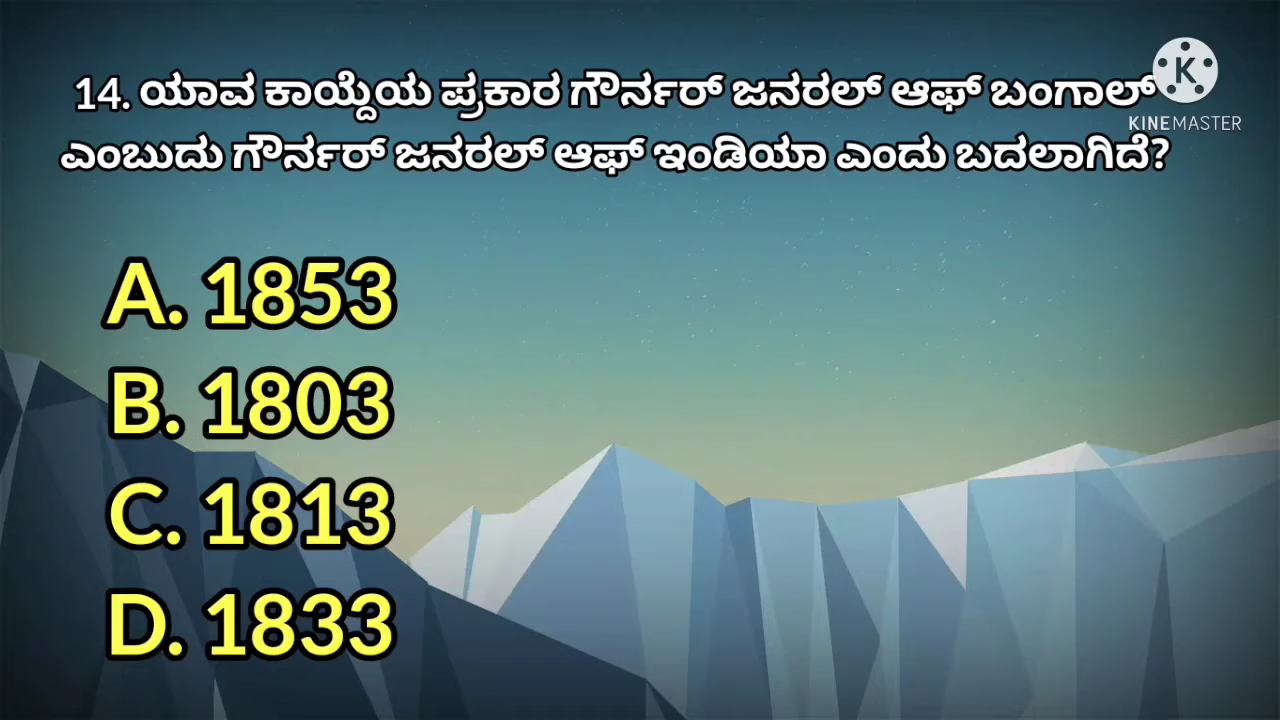 14. ಯಾವ ಕಾಯ್ದೆಯ ಪ್ರಕಾರ ಗೌರ್ನರ್ ಜನರಲ್ ಆಫ್ ಬಂಗಾಲ್
ಎಂಬುದು ಗೌರ್ನರ್ ಜನರಲ್ ಆಫ್ ಇಂಡಿಯಾ ಎಂದು ಬದಲಾಗಿದೆ?
K
KINEMASTER
A. 1853
B. 1803
C. 1813
D. 1833